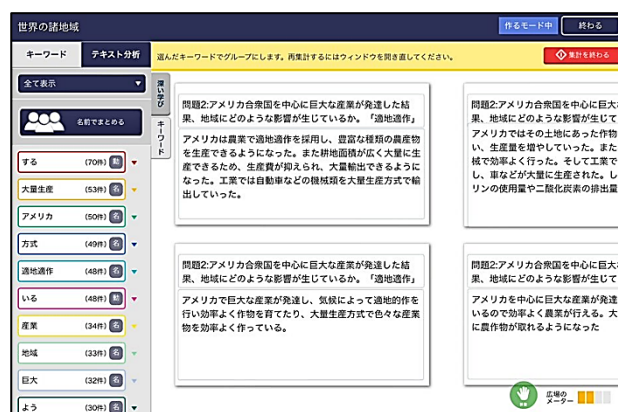 世界の諸地域
作るモード中
終わる
キーワード
テキスト分析
選んだキーワードでグループにします。再集計するにはウィンドウを開き直してください。
集計を終わる
全て表示
名前でまとめる
する (70件) 動
大量生産 (53件) 名
アメリカ (50件) 名
方式 (49件) 名
適地適作 (48件) 名
いる (48件) 動
産業 (34件) 名
地域 (33件) 名
巨大 (32件) 名
よう (30件) 名
深い学び
キーワード
問題2:アメリカ合衆国を中心に巨大な産業が発達した結
果、地域にどのような影響が生じているか。「適地適作」
アメリカは農業で適地適作を採用し、豊富な種類の農産物
を生産できるようになった。また耕地面積が広く大量に生
産できるため、生産費が抑えられ、大量輸出できるように
なった。工業では自動車などの機械類を大量生産方式で輸
出していった。
問題2:アメリカ合衆国を中心に巨大
果、地域にどのような影響が生じて
アメリカではその土地にあった作物
い、生産量を増やしていった。また
械で効率よく行った。そして工業で
し、車などが大量に生産された。し
リンの使用量や二酸化炭素の排出量
問題2:アメリカ合衆国を中心に巨大な産業が発達した結
果、地域にどのような影響が生じているか。「適地適作」
アメリカで巨大な産業が発達し、気候によって適地的作を
行い効率よく作物を育てたり、大量生産方式で色々な産業
物を効率よく作っている。
問題2:アメリカ合衆国を中心に巨大
果、地域にどのような影響が生じて
アメリカを中心に巨大な産業が発達
いるので効率よく農業が行える。大
に農作物が取れるようになった
広場の
メーター